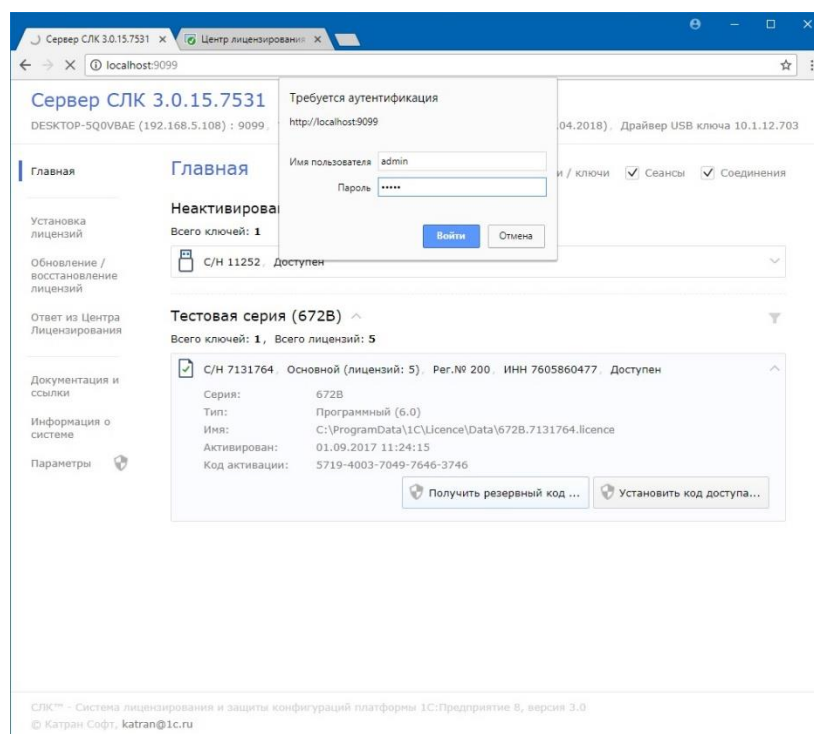 Сервер СЛК 3.0.15.7531
Центр лицензирования
localhost:9099
Сервер СЛК 3.0.15.7531
DESKTOP-5Q0VBAE (192.168.5.108) : 9099, 04.2018), Драйвер USB ключа 10.1.12.703
Требуется аутентификация
http://localhost:9099
Имя пользователя admin
Пароль •••••
Войти Отмена
Главная
Установка
лицензий
Обновление /
восстановление
лицензий
Ответ из Центра
Лицензирования
Документация и
ссылки
Информация о
системе
Параметры
Главная
/ ключи Сеансы Соединения
Всего ключей: 1
С/Н 11252, Доступен
Тестовая серия (672B)
Всего ключей: 1, Всего лицензий: 5
С/Н 7131764, Основной (лицензий: 5), Рег.№ 200, ИНН 7605860477, Доступен
Серия: 672B
Тип: Программный (6.0)
Имя: C:\ProgramData\1C\Licence\Data\672B.7131764.licence
Активирован: 01.09.2017 11:24:15
Код активации: 5719-4003-7049-7646-3746
Получить резервный код ...
Установить код доступа...
СЛК™ - Система лицензирования и защиты конфигураций платформы 1С:Предприятие 8, версия 3.0
© Катран Софт, katran@1c.ru